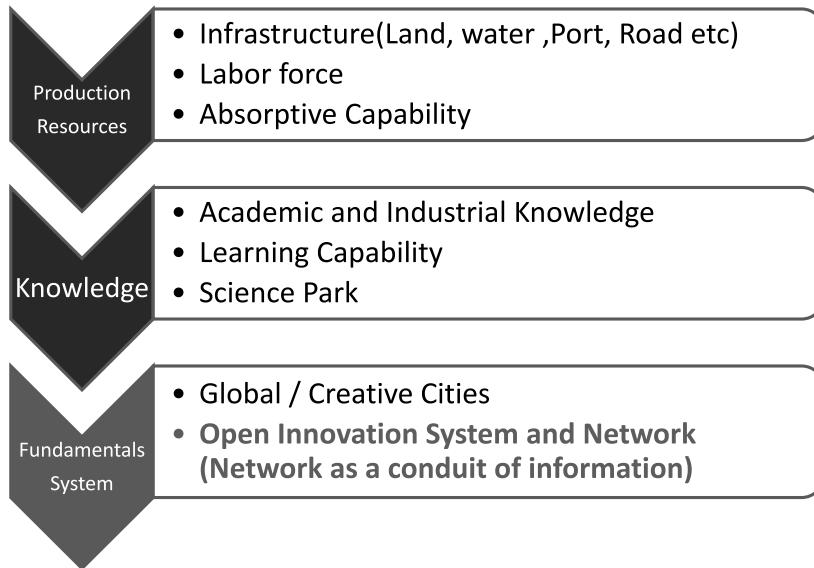 Production
Resources
• Infrastructure(Land, water ,Port, Road etc)
• Labor force
• Absorptive Capability
Knowledge
• Academic and Industrial Knowledge
• Learning Capability
• Science Park
Fundamentals
System
• Global / Creative Cities
• Open Innovation System and Network
(Network as a conduit of information)